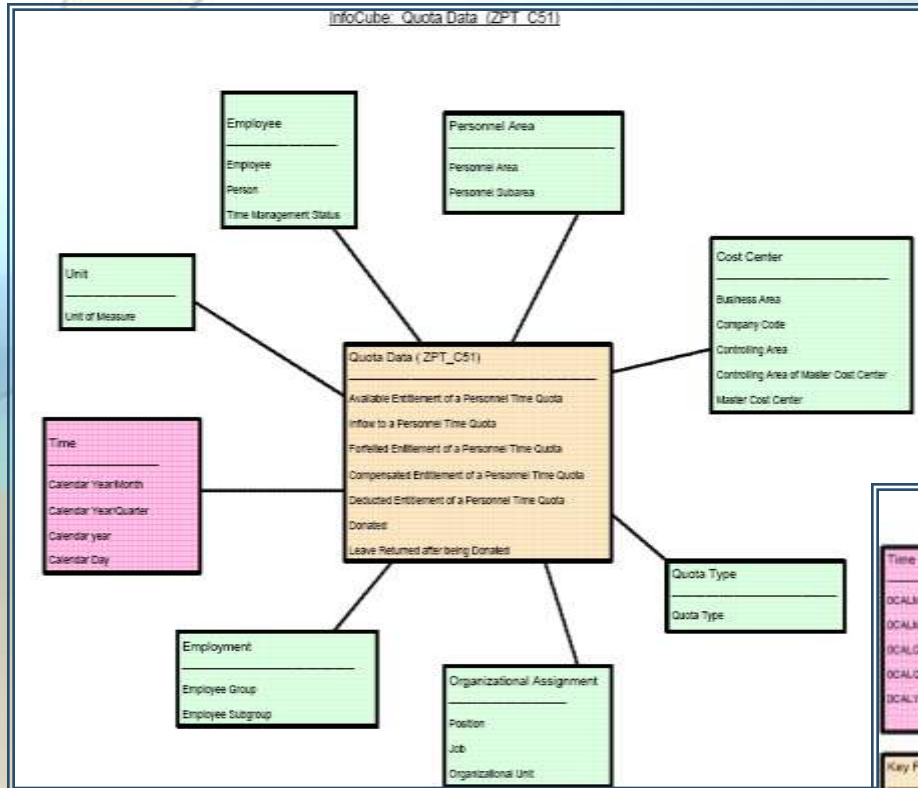 InfoCube: Quota Data (ZPT_C51)
Employee
Employee
Person
Time Management Status
Personnel Area
Personnel Area
Personnel Subarea
Unit
Unit of Measure
Cost Center
Business Area
Company Code
Controlling Area
Controlling Area of Master Cost Center
Master Cost Center
Quota Data ( ZPT_C51)
Available Entitlement of a Personnel Time Quota
Inflow to a Personnel Time Quota
Forfeited Entitlement of a Personnel Time Quota
Compensated Entitlement of a Personnel Time Quota
Deducted Entitlement of a Personnel Time Quota
Donated
Leave Returned after being Donated
Time
Calendar Year/Month
Calendar Year/Quarter
Calendar year
Calendar Day
Quota Type
Quota Type
Employment
Employee Group
Employee Subgroup
Organizational Assignment
Position
Job
Organizational Unit
Time
Key